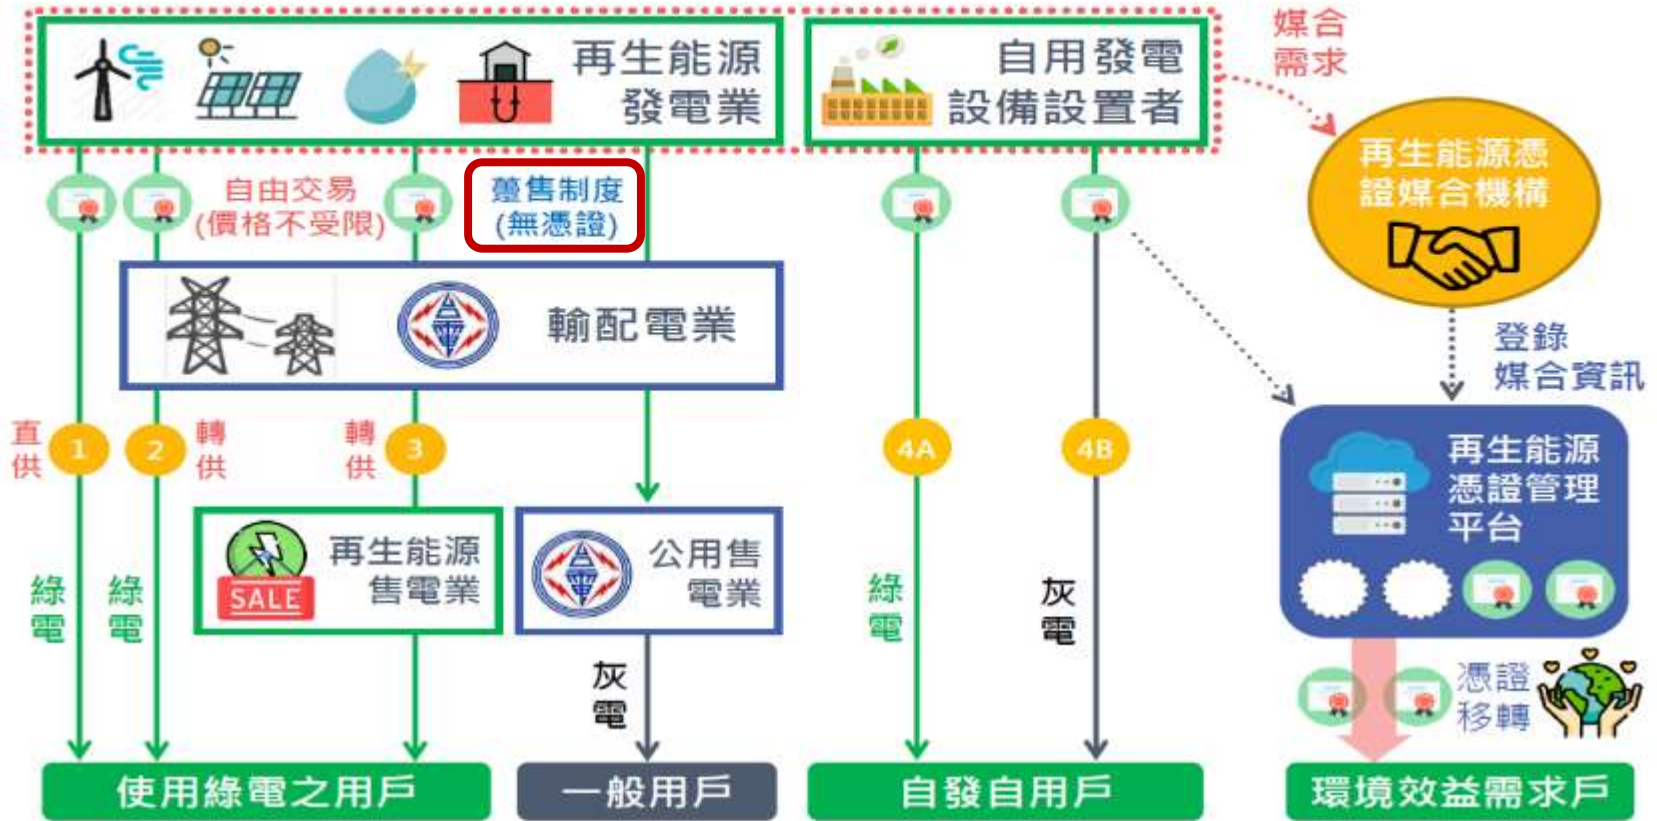 再生能源
發電業
自用發電
設備設置者
媒合
需求
再生能源憑
證媒合機構
自由交易
(價格不受限)
躉售制度
(無憑證)
輸配電業
登錄
媒合資訊
直供
1
2
轉供
轉供
3
4A
4B
再生能源
憑證管理
平台
SALE
再生能源
售電業
公用售
電業
綠電
綠電
灰電
綠電
灰電
憑證
移轉
使用綠電之用戶
一般用戶
自發自用戶
環境效益需求戶